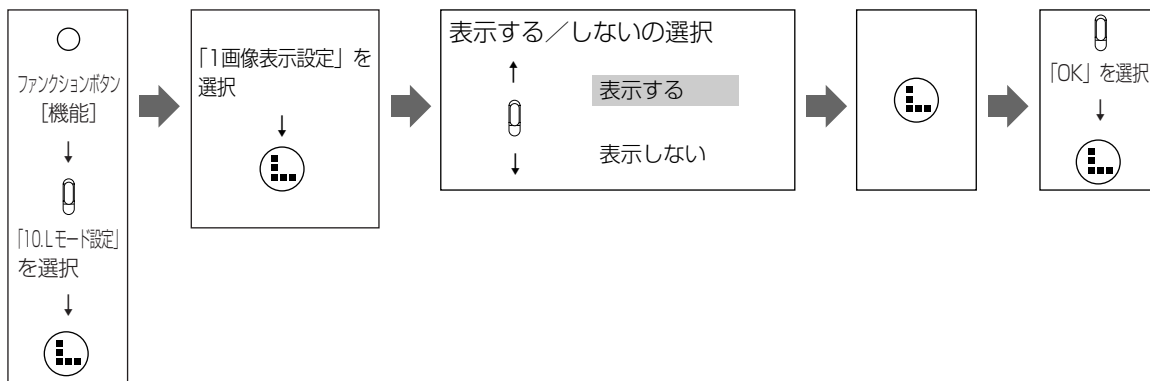 ファンクションボタン
[機能]
「10.Lモード設定」
を選択
「1画像表示設定」を
選択
表示する／しないの選択
表示する
表示しない
「OK」を選択